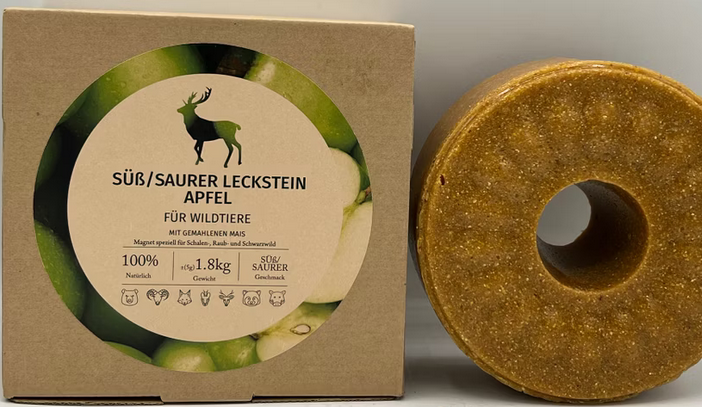 SÜẞ/SAURER LECKSTEIN
APFEL
FÜR WILDTIERE
MIT GEMAHLENEN MAIS
Magnet speziell für Schalen-, Raub- und Schwarzwild
100%
Natürlich
±(5g) 1.8kg
Gewicht
SÜẞ/
SAURER
Geschmack